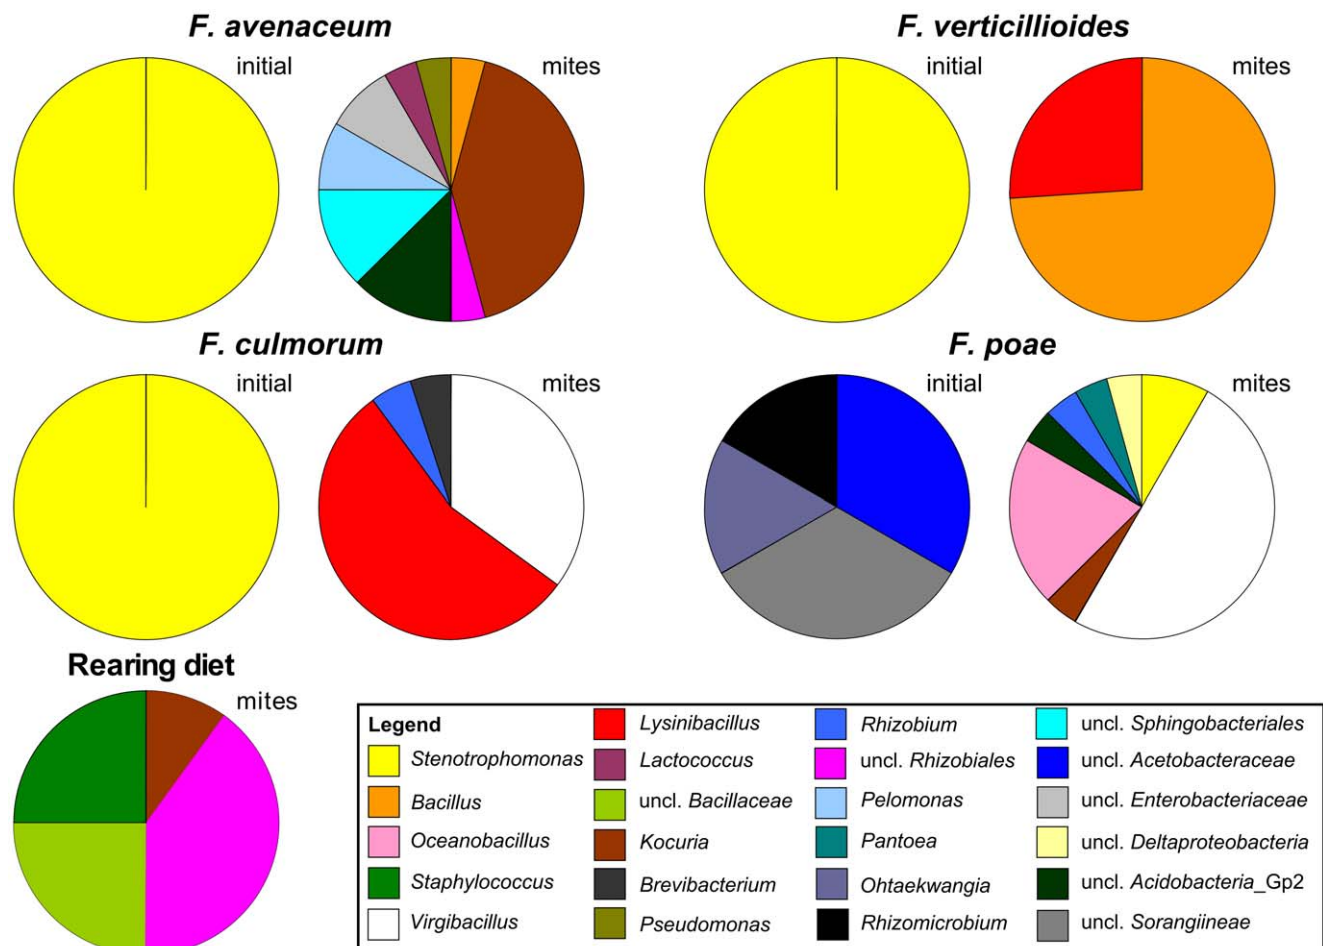 F. avenaceum
F. verticillioides
initial
mites
initial
mites
F. culmorum
F. poae
initial
mites
initial
mites
Rearing diet
mites
Legend
Stenotrophomonas
Bacillus
Oceanobacillus
Staphylococcus
Virgibacillus
Lysinibacillus
Lactococcus
uncl. Bacillaceae
Kocuria
Brevibacterium
Pseudomonas
Rhizobium
uncl. Rhizobiales
Pelomonas
Pantoea
Ohtaekwangia
Rhizomicrobium
uncl. Sphingobacteriales
uncl. Acetobacteraceae
uncl. Enterobacteriaceae
uncl. Deltaproteobacteria
uncl. Acidobacteria_Gp2
uncl. Sorangiineae